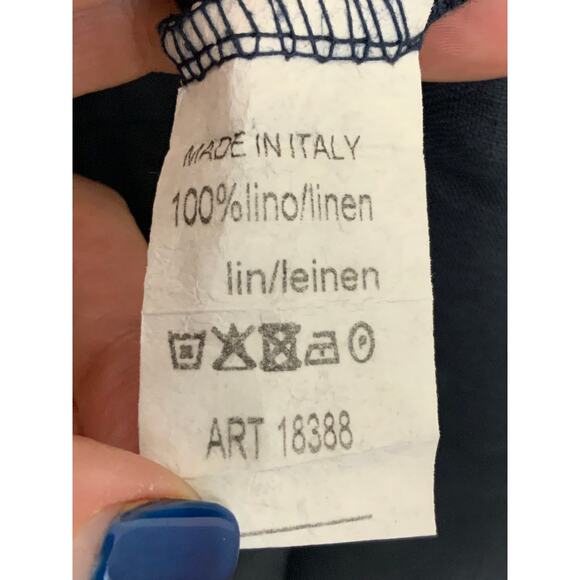 MADE IN ITALY
100%lino/linen
lin/leinen
ART 18388